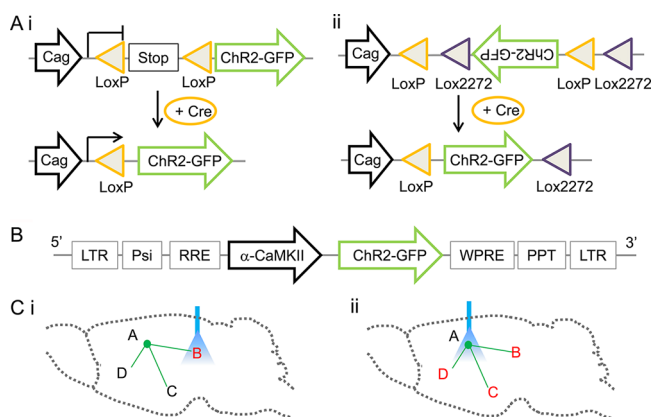 A i
Cag LoxP Stop LoxP ChR2-GFP
+ Cre
Cag LoxP ChR2-GFP
ii
Cag LoxP Lox2272 ChR2-GFP LoxP Lox2272
+ Cre
Cag LoxP ChR2-GFP Lox2272
B
5' LTR Psi RRE α-CaMKII ChR2-GFP WPRE PPT LTR 3'
C i
A
B
D
C
ii
A
B
D
C